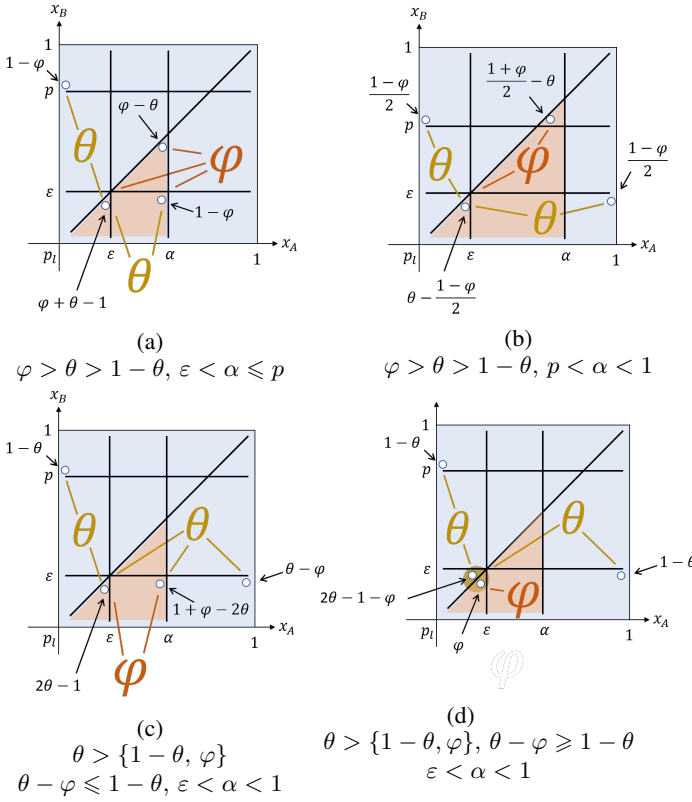 x_B
1
1 − φ
p
φ − θ
θ
φ
ε
1 − φ
θ
x_A
p_l
ε
α
1
φ + θ − 1
(a)
φ > θ > 1 − θ, ε < α ⩽ p
x_B
1
1 − φ
2
1 + φ
2
− θ
p
φ
1 − φ
2
θ
ε
θ
x_A
p_l
ε
α
1
θ − 1 − φ
2
(b)
φ > θ > 1 − θ, p < α < 1
x_B
1
1 − θ
p
θ
θ
ε
θ − φ
1 + φ − 2θ
x_A
p_l
ε
α
1
φ
2θ − 1
(c)
θ > {1 − θ, φ}
θ − φ ⩽ 1 − θ, ε < α < 1
x_B
1
1 − θ
p
θ
θ
ε
1 − θ
2θ − 1 − φ
φ
x_A
p_l
φ
ε
α
1
φ
(d)
θ > {1 − θ, φ}, θ − φ ⩾ 1 − θ
ε < α < 1